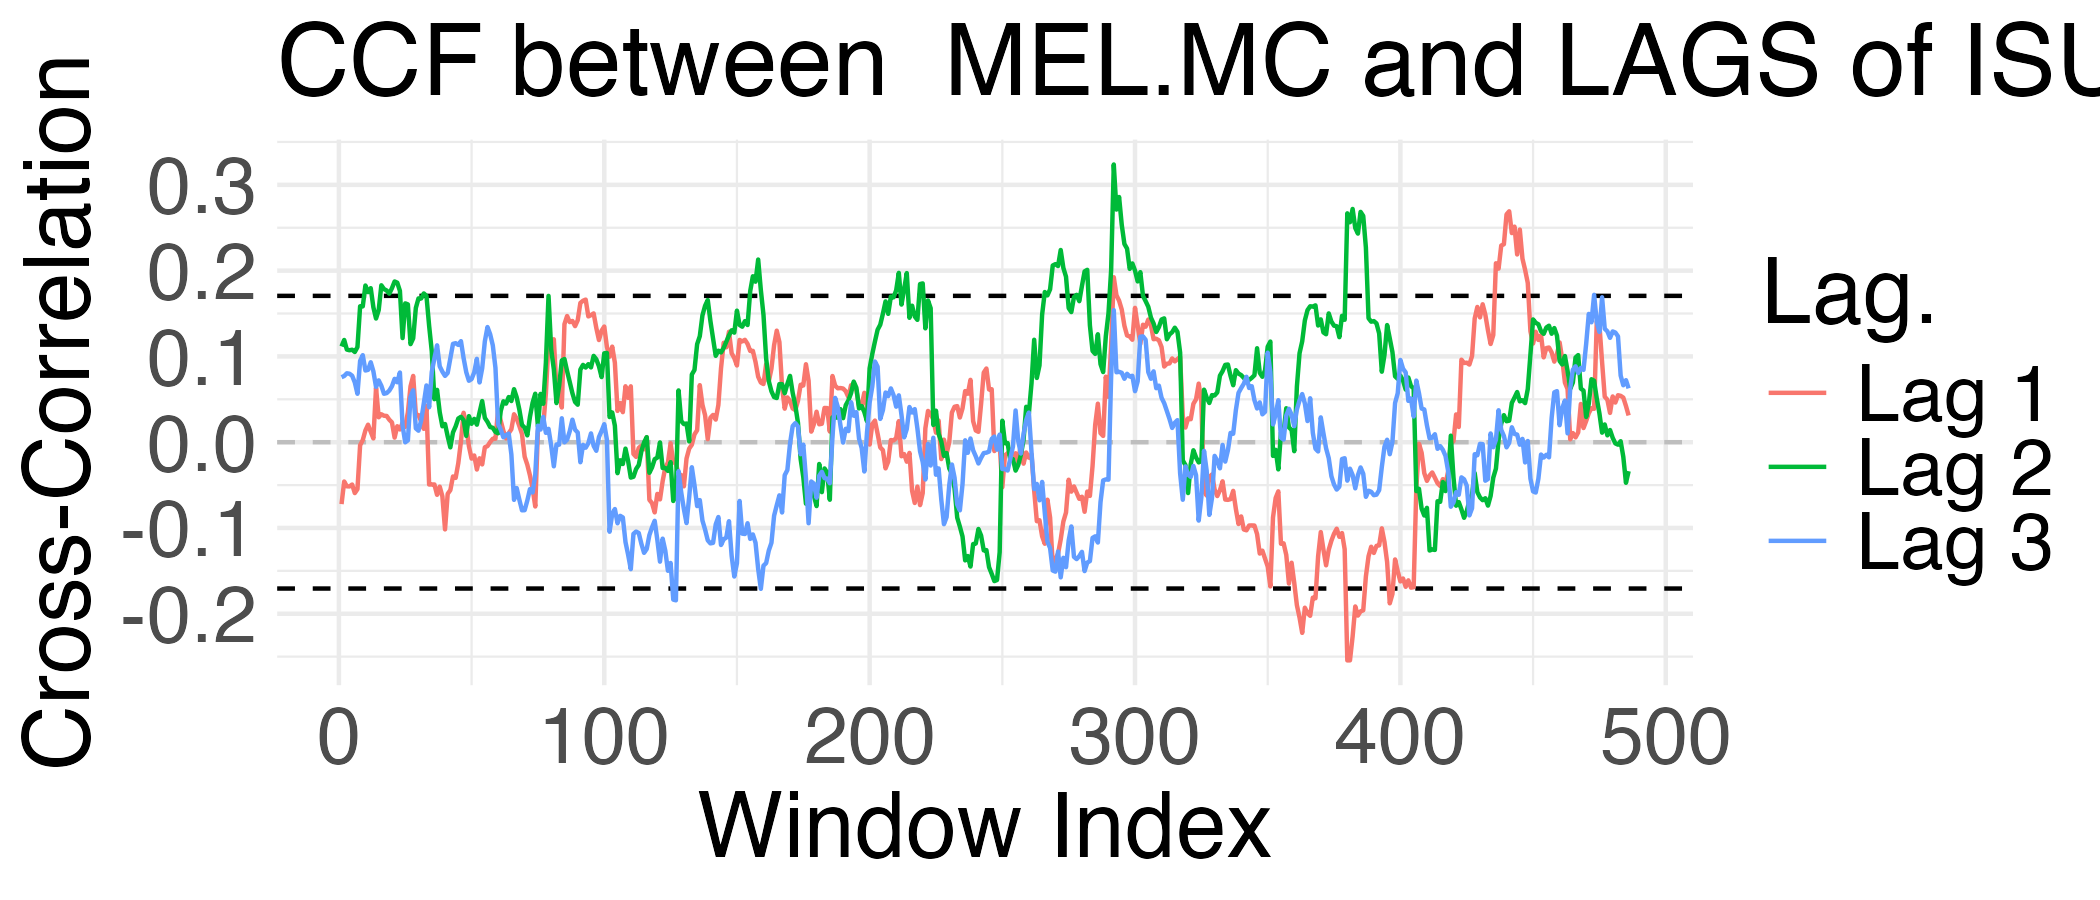 CCF between  MEL.MC and LAGS of ISU
Cross-Correlation
0.3
0.2
0.1
0.0
-0.1
-0.2
0 100 200 300 400 500
Window Index
Lag.
Lag 1
Lag 2
Lag 3